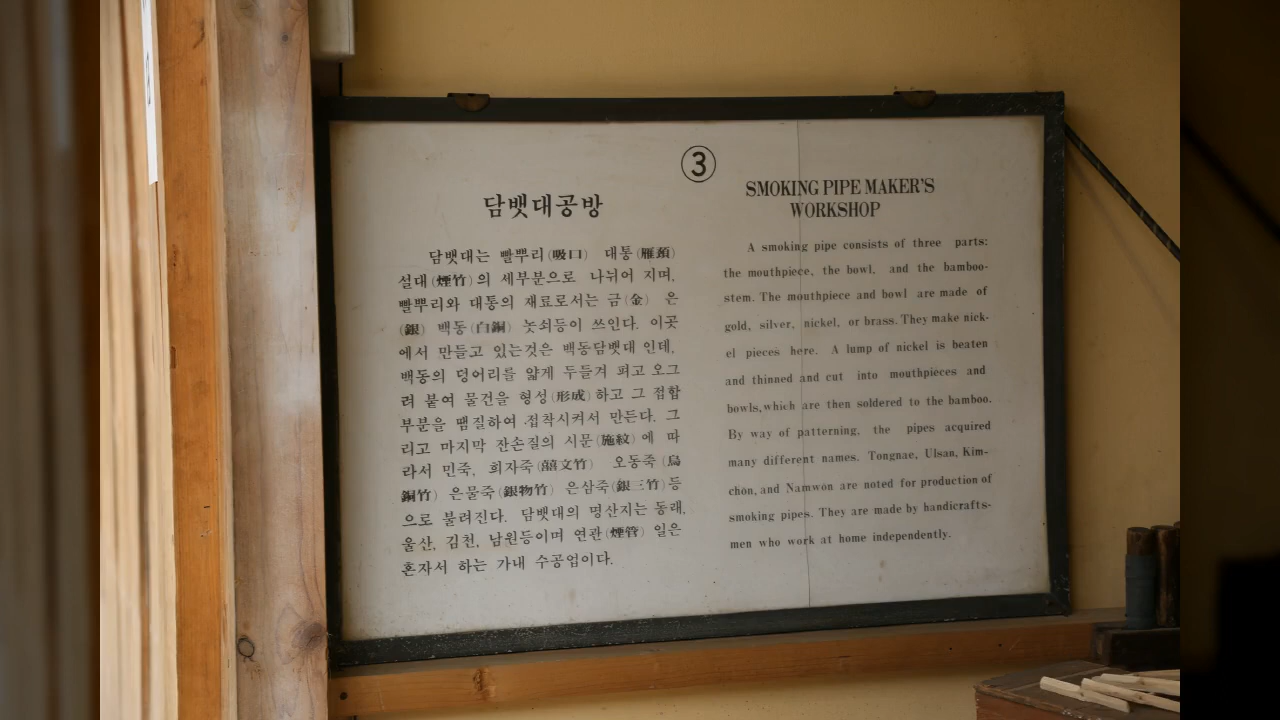 ③
담뱃대공방
담뱃대는 빨뿌리(吸口) 대통(雁頚)
설대(煙竹)의 세부분으로 나뉘어 지며,
빨뿌리와 대통의 재료로서는 금(金) 은
(銀) 백동(白銅) 놋쇠등이 쓰인다. 이곳
에서 만들고 있는것은 백동담뱃대 인데,
백동의 덩어리를 얇게 두들겨 펴고 오그
려 붙여 물건을 형성(形成)하고 그 접합
부분을 땜질하여 접착시켜서 만든다. 그
리고 마지막 잔손질의 시문(施紋)에 따
라서 민죽, 희자죽(囍文竹) 오동죽(烏
銅竹) 은물죽(銀物竹) 은삼죽(銀三竹)등
으로 불려진다. 담뱃대의 명산지는 동래,
울산, 김천, 남원등이며 연관(煙管) 일은
혼자서 하는 가내 수공업이다.
SMOKING PIPE MAKER'S
WORKSHOP
A smoking pipe consists of three parts:
the mouthpiece, the bowl, and the bamboo-
stem. The mouthpiece and bowl are made of
gold, silver, nickel, or brass. They make nick-
el pieces here. A lump of nickel is beaten
and thinned and cut into mouthpieces and
bowls, which are then soldered to the bamboo.
By way of patterning, the pipes acquired
many different names. Tongnae, Ulsan, Kim-
chŏn, and Namwŏn are noted for production of
smoking pipes. They are made by handicrafts-
men who work at home independently.